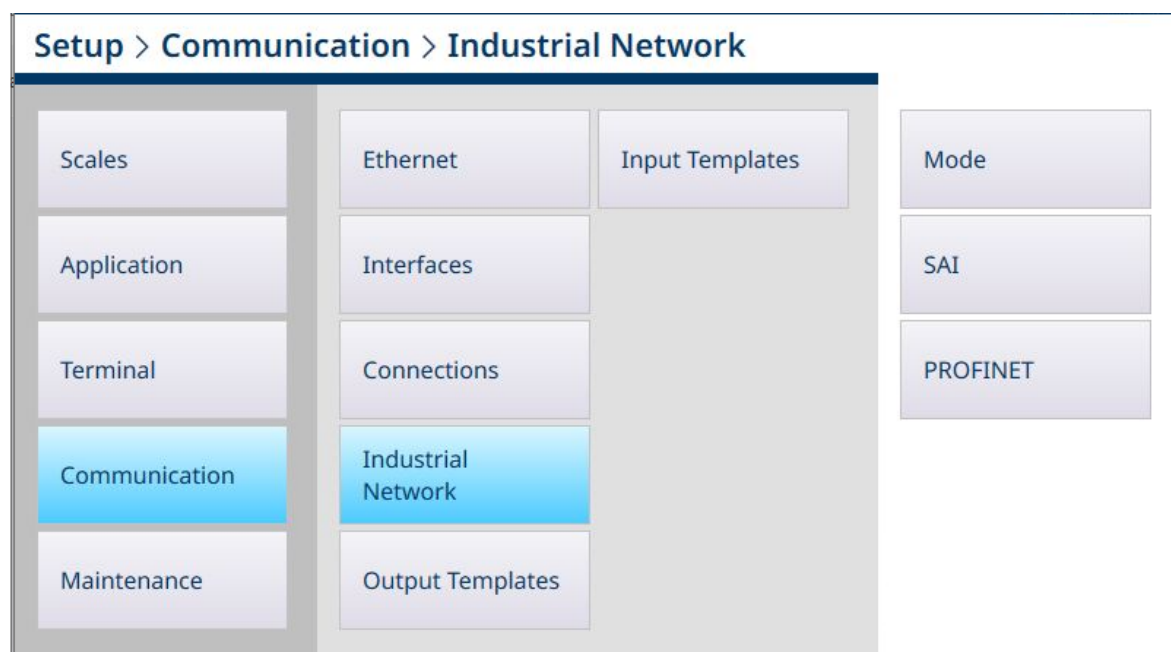 Setup > Communication > Industrial Network
Scales
Application
Terminal
Communication
Maintenance
Ethernet
Interfaces
Connections
Industrial
Network
Output Templates
Input Templates
Mode
SAI
PROFINET